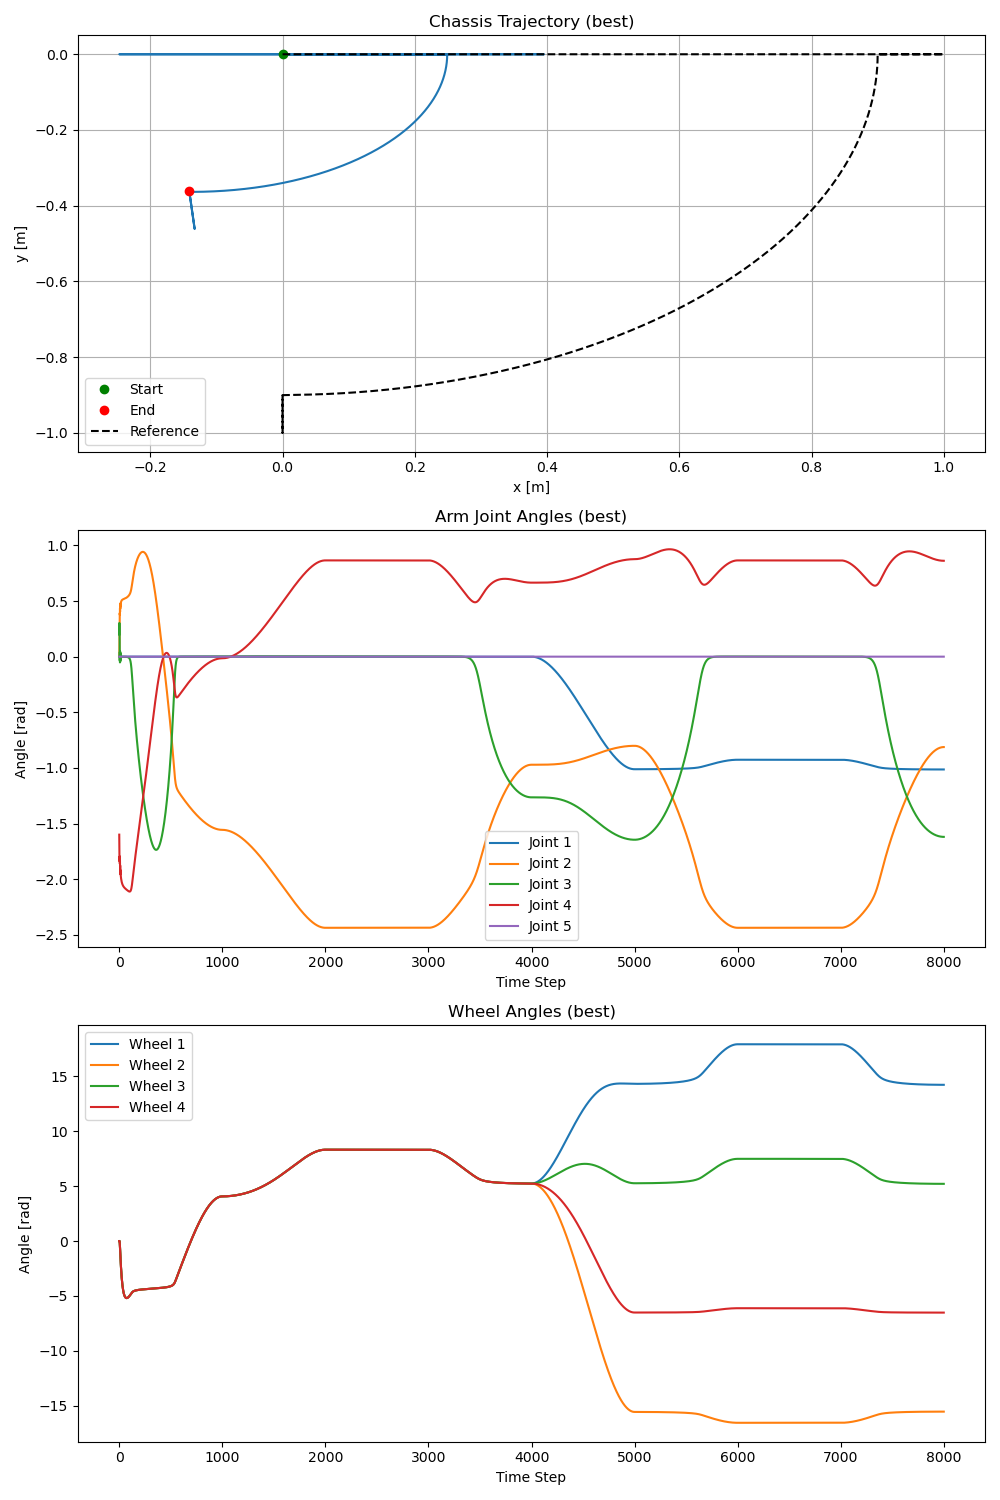 Chassis Trajectory (best)
0.0
−0.2
−0.4
−0.6
−0.8
−1.0
y [m]
Start
End
Reference
−0.2 0.0 0.2 0.4 0.6 0.8 1.0
x [m]
Arm Joint Angles (best)
1.0
0.5
0.0
−0.5
−1.0
−1.5
−2.0
−2.5
Angle [rad]
Joint 1
Joint 2
Joint 3
Joint 4
Joint 5
0 1000 2000 3000 4000 5000 6000 7000 8000
Time Step
Wheel Angles (best)
Wheel 1
Wheel 2
Wheel 3
Wheel 4
15
10
5
0
−5
−10
−15
Angle [rad]
0 1000 2000 3000 4000 5000 6000 7000 8000
Time Step